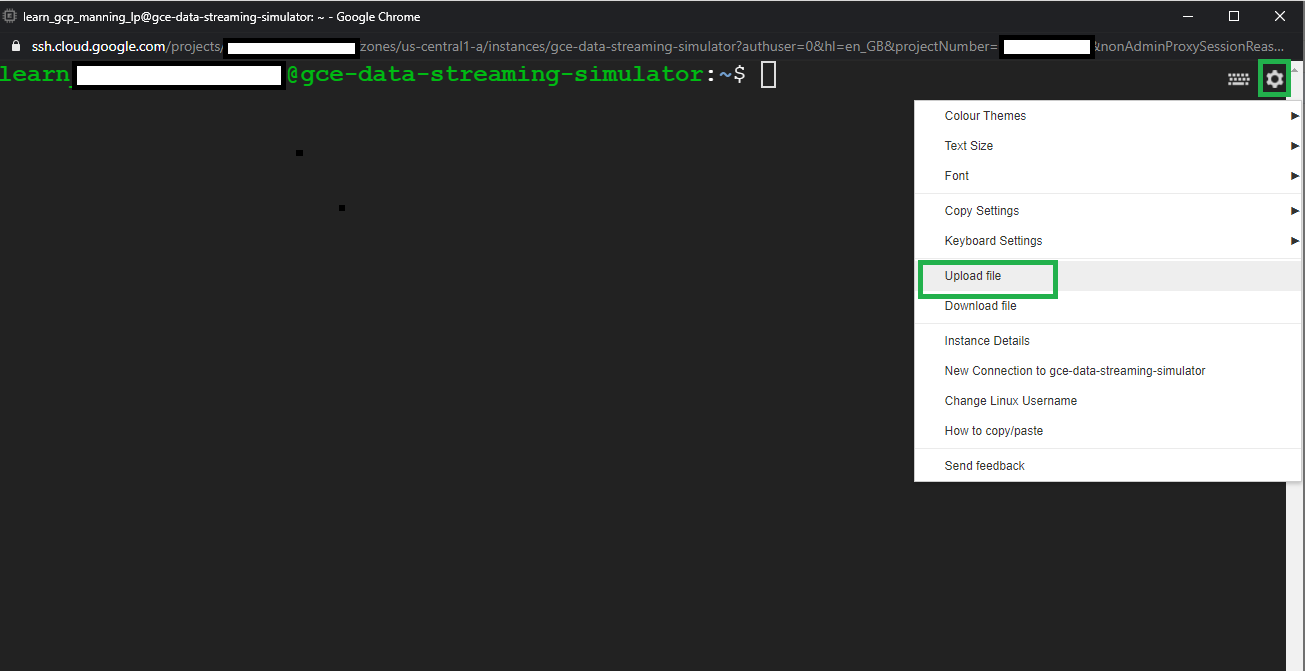 learn_gcp_manning_lp@gce-data-streaming-simulator: ~ - Google Chrome
ssh.cloud.google.com/projects/ zones/us-central1-a/instances/gce-data-streaming-simulator?authuser=0&hl=en_GB&projectNumber= &nonAdminProxySessionReas...
learn @gce-data-streaming-simulator:~$
Colour Themes
Text Size
Font
Copy Settings
Keyboard Settings
Upload file
Download file
Instance Details
New Connection to gce-data-streaming-simulator
Change Linux Username
How to copy/paste
Send feedback